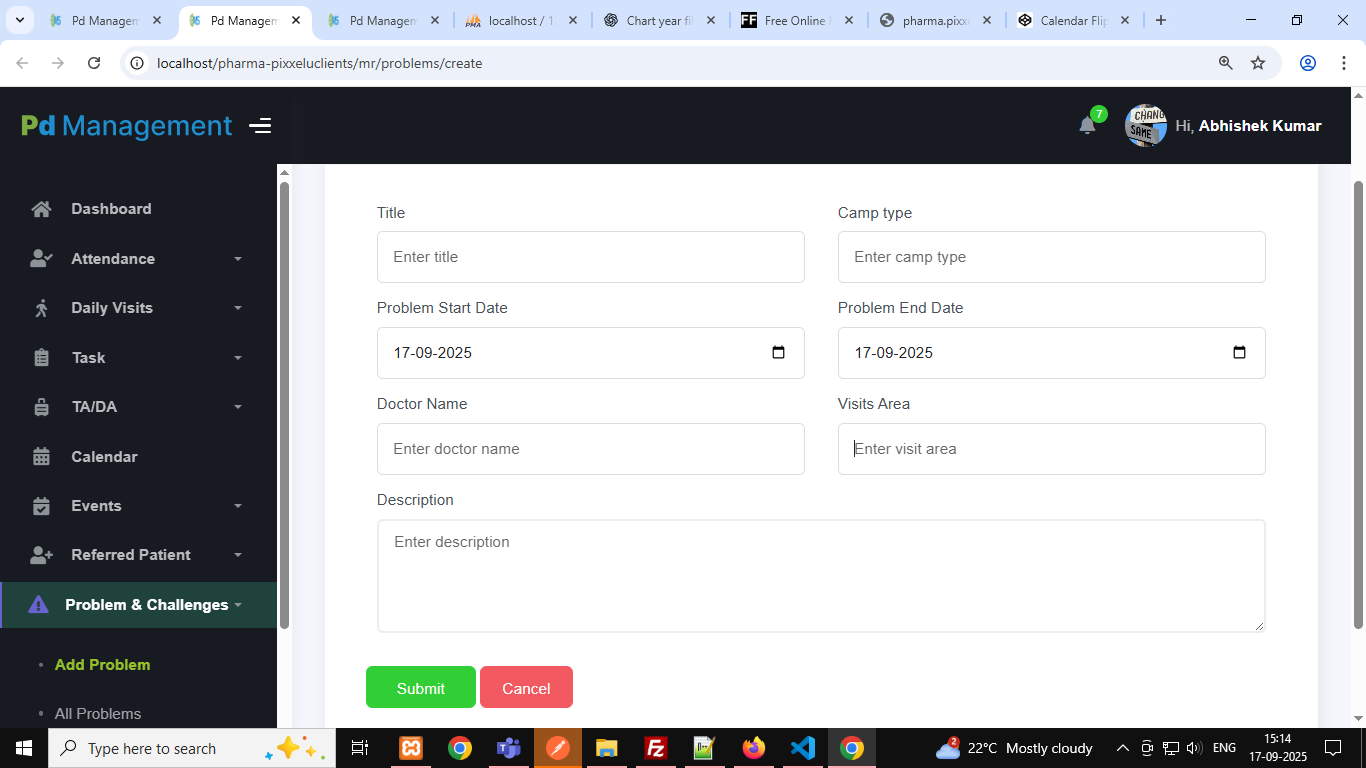 Pd Managem
Pd Managem
Pd Managem
localhost / 1
Chart year fi
Free Online
pharma.pixx
Calendar Flip
localhost/pharma-pixxeluclients/mr/problems/create
Pd Management
7
CHANG
SAME
Hi, Abhishek Kumar
Dashboard
Attendance
Daily Visits
Task
TA/DA
Calendar
Events
Referred Patient
Problem & Challenges
Add Problem
All Problems
Title
Camp type
Enter title
Enter camp type
Problem Start Date
Problem End Date
17-09-2025
17-09-2025
Doctor Name
Visits Area
Enter doctor name
Enter visit area
Description
Enter description
Submit
Cancel
Type here to search
2
22°C Mostly cloudy
ENG
15:14
17-09-2025